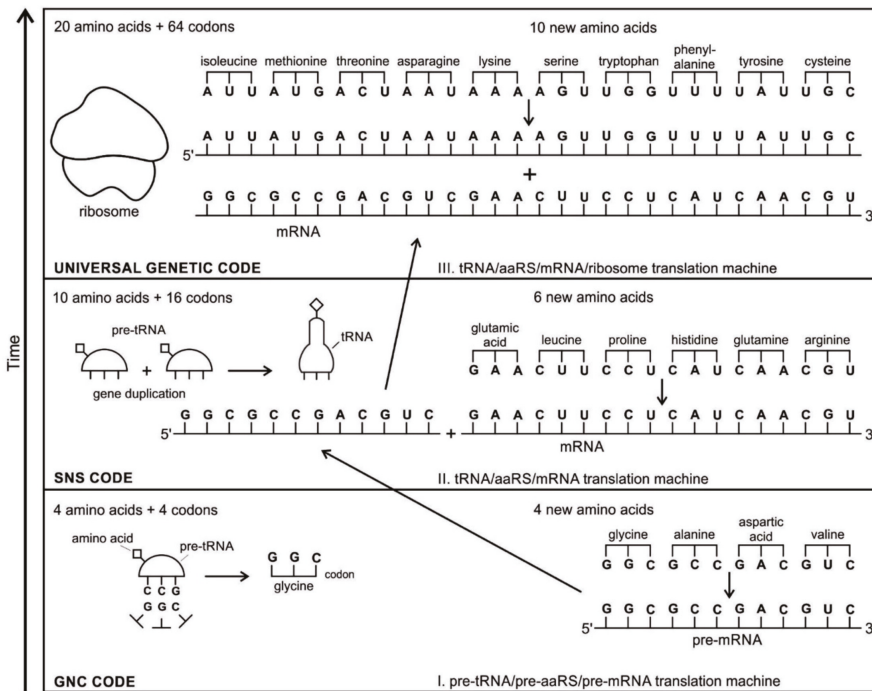 Time
20 amino acids + 64 codons
10 new amino acids
isoleucine methionine threonine asparagine lysine serine tryptophan phenyl-
alanine tyrosine cysteine
A U U A U G A C U A A U A A A A G U U G G U U U U A U U G C
5' A U U A U G A C U A A U A A A A G U U G G U U U U A U U G C
+
G G C G C C G A C G U C G A A C U U C C U C A U C A A C G U 3'
ribosome
mRNA
UNIVERSAL GENETIC CODE
III. tRNA/aaRS/mRNA/ribosome translation machine
10 amino acids + 16 codons
6 new amino acids
pre-tRNA
+
tRNA
gene duplication
glutamic
acid leucine proline histidine glutamine arginine
G A A C U U C C U C A U C A A C G U
5' G G C G C C G A C G U C + G A A C U U C C U C A U C A A C G U 3'
mRNA
SNS CODE
II. tRNA/aaRS/mRNA translation machine
4 amino acids + 4 codons
4 new amino acids
amino acid
pre-tRNA
C C G
G G C
G G C
codon
glycine
glycine alanine aspartic
acid valine
G G C G C C G A C G U C
5' G G C G C C G A C G U C 3'
pre-mRNA
GNC CODE
I. pre-tRNA/pre-aaRS/pre-mRNA translation machine